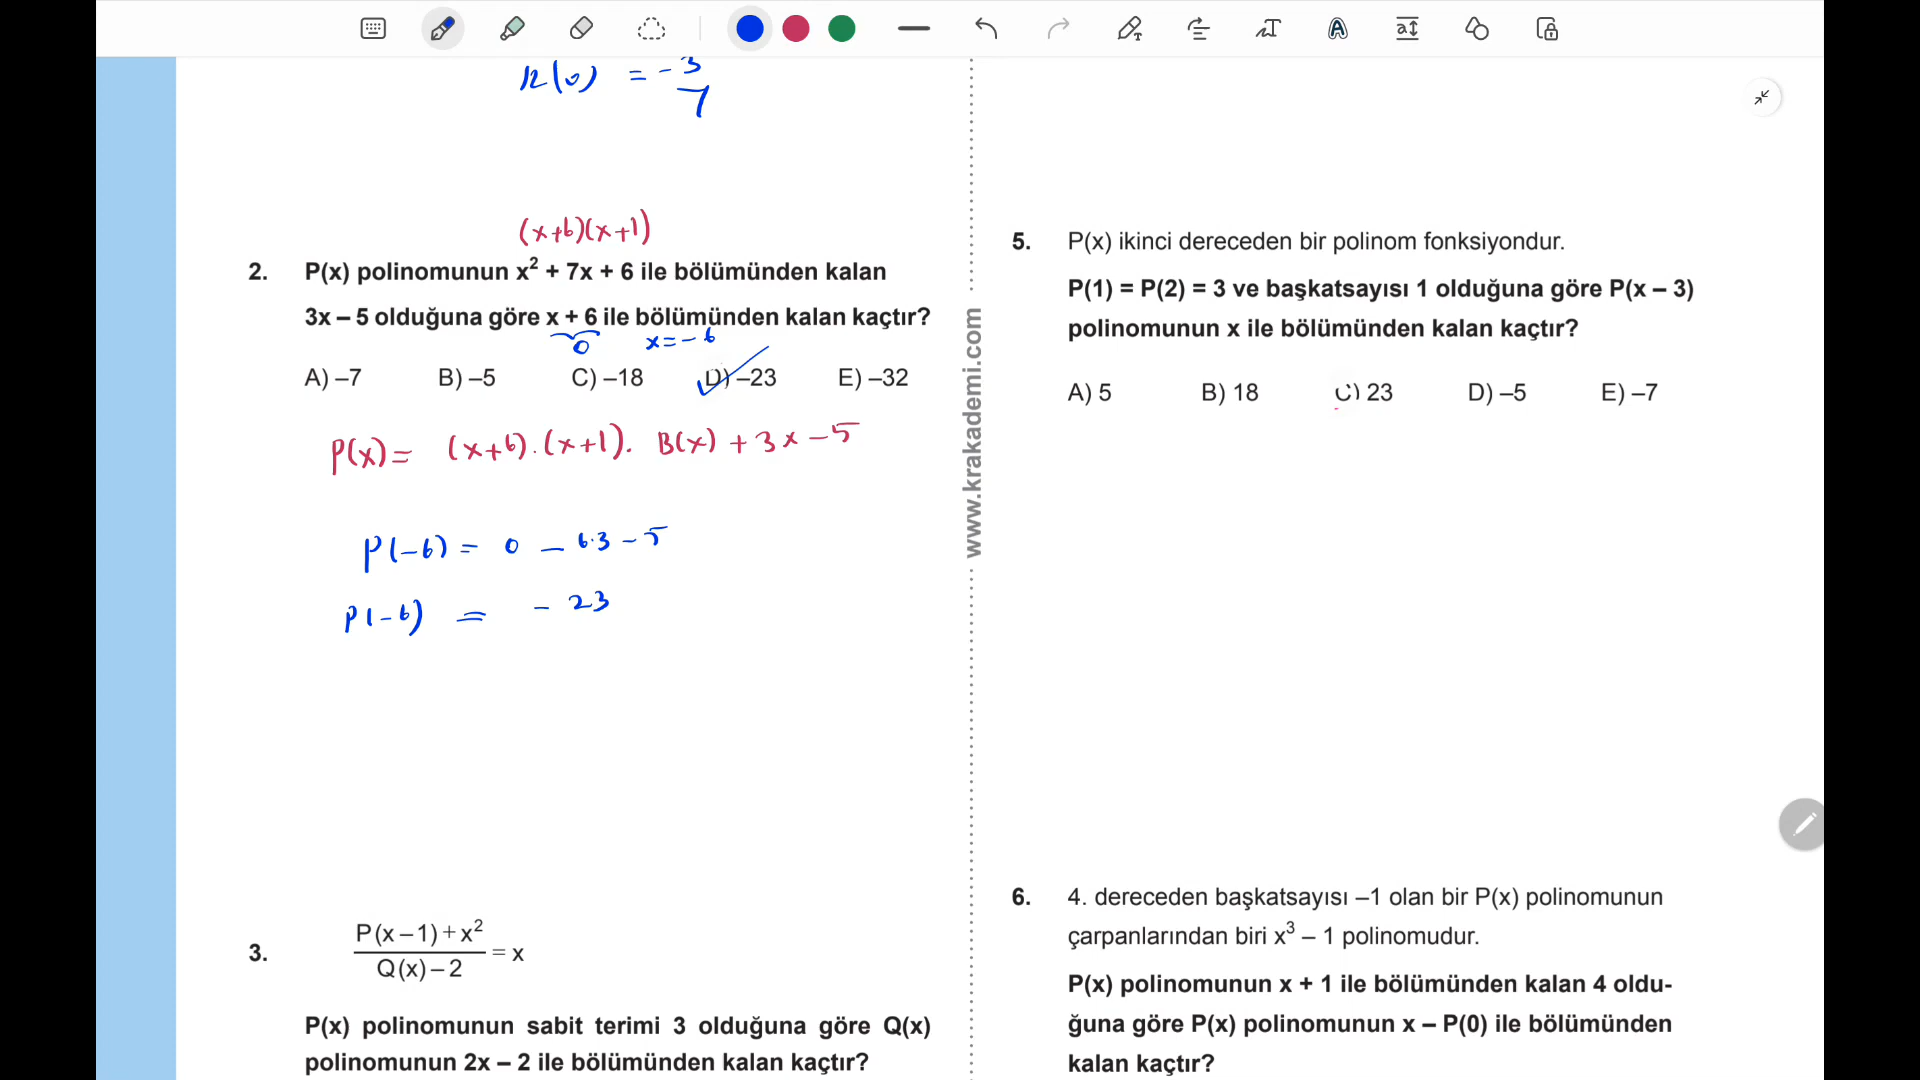 R(0) = -3/7
(x+6)(x+1)
2. P(x) polinomunun x² + 7x + 6 ile bölümünden kalan
3x – 5 olduğuna göre x + 6 ile bölümünden kalan kaçtır?
0 x = -6
A) –7 B) –5 C) –18 D) –23 E) –32
P(x) = (x+6).(x+1). B(x) + 3x - 5
P(-6) = 0 - 6.3 - 5
P(-6) = - 23
3. P(x – 1) + x² / Q(x) – 2 = x
P(x) polinomunun sabit terimi 3 olduğuna göre Q(x)
polinomunun 2x – 2 ile bölümünden kalan kaçtır?
www.krakademi.com
5. P(x) ikinci dereceden bir polinom fonksiyondur.
P(1) = P(2) = 3 ve başkatsayısı 1 olduğuna göre P(x – 3)
polinomunun x ile bölümünden kalan kaçtır?
A) 5 B) 18 C) 23 D) –5 E) –7
6. 4. dereceden başkatsayısı –1 olan bir P(x) polinomunun
çarpanlarından biri x³ – 1 polinomudur.
P(x) polinomunun x + 1 ile bölümünden kalan 4 oldu-
ğuna göre P(x) polinomunun x – P(0) ile bölümünden
kalan kaçtır?